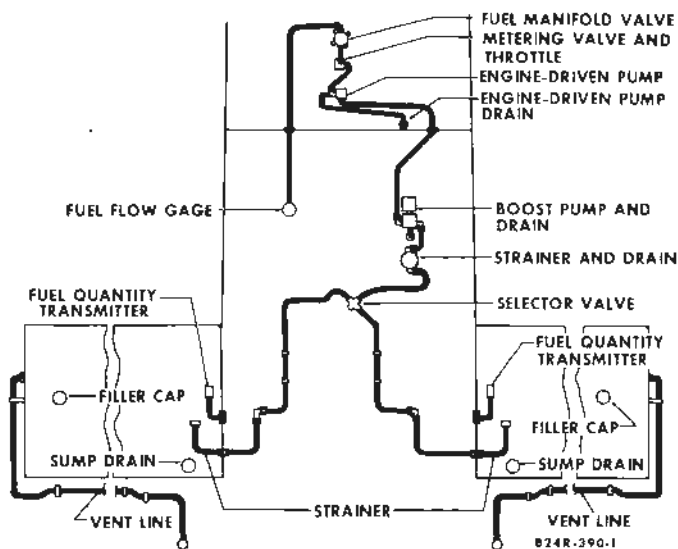 FUEL MANIFOLD VALVE
METERING VALVE AND
THROTTLE
ENGINE-DRIVEN PUMP
ENGINE-DRIVEN PUMP
DRAIN
FUEL FLOW GAGE
BOOST PUMP AND
DRAIN
STRAINER AND DRAIN
FUEL QUANTITY
TRANSMITTER
SELECTOR VALVE
FUEL QUANTITY
TRANSMITTER
FILLER CAP
FILLER CAP
SUMP DRAIN
SUMP DRAIN
STRAINER
VENT LINE
VENT LINE
B24R-390-1